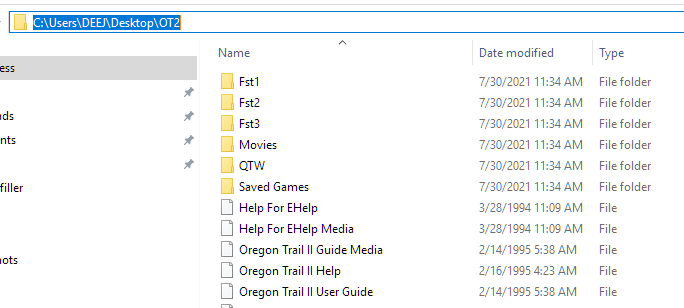 C:\Users\DEEJ\Desktop\OT2
Name Date modified Type
ess
Fst1 7/30/2021 11:34 AM File folder
Fst2 7/30/2021 11:34 AM File folder
ds
Fst3 7/30/2021 11:34 AM File folder
nts
Movies 7/30/2021 11:34 AM File folder
QTW 7/30/2021 11:34 AM File folder
filler
Saved Games 7/30/2021 11:34 AM File folder
Help For EHelp 3/28/1994 11:09 AM File
Help For EHelp Media 3/28/1994 11:09 AM File
Oregon Trail II Guide Media 2/14/1995 5:38 AM File
hots
Oregon Trail II Help 2/16/1995 4:23 AM File
Oregon Trail II User Guide 2/14/1995 5:38 AM File